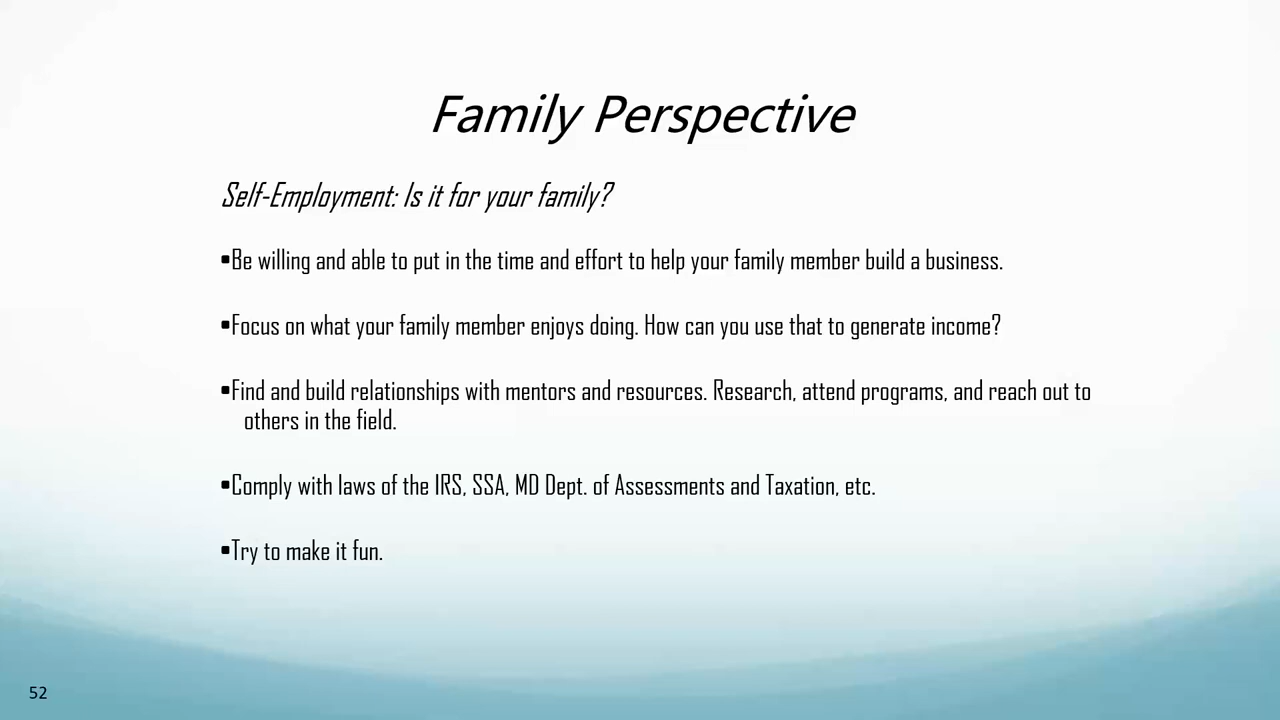 Family Perspective
Self-Employment: Is it for your family?
▪Be willing and able to put in the time and effort to help your family member build a business.
▪Focus on what your family member enjoys doing. How can you use that to generate income?
▪Find and build relationships with mentors and resources. Research, attend programs, and reach out to
others in the field.
▪Comply with laws of the IRS, SSA, MD Dept. of Assessments and Taxation, etc.
▪Try to make it fun.
52